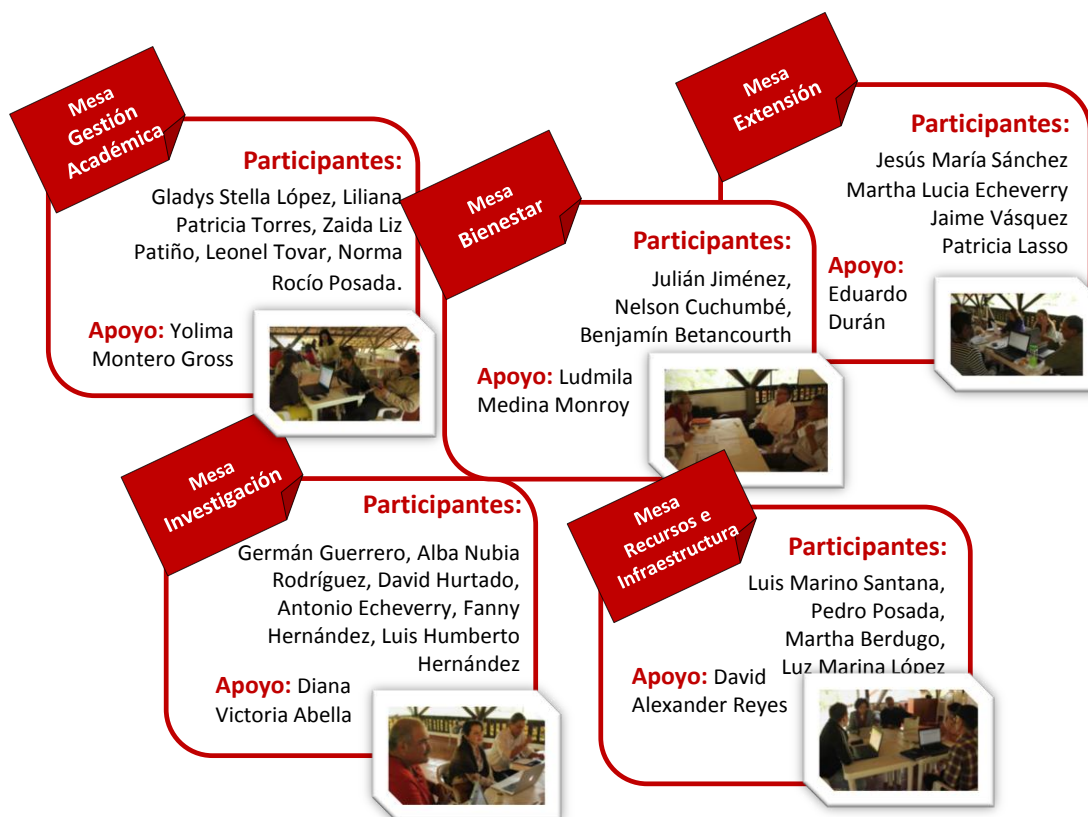 Mesa
Gestión
Académica
Participantes:
Gladys Stella López, Liliana
Patricia Torres, Zaida Liz
Patiño, Leonel Tovar, Norma
Rocío Posada.
Apoyo: Yolima
Montero Gross
Mesa
Bienestar
Participantes:
Julián Jiménez,
Nelson Cuchumbé,
Benjamín Betancourth
Apoyo: Ludmila
Medina Monroy
Mesa
Extensión
Participantes:
Jesús María Sánchez
Martha Lucia Echeverry
Jaime Vásquez
Patricia Lasso
Apoyo:
Eduardo
Durán
Mesa
Investigación
Participantes:
Germán Guerrero, Alba Nubia
Rodríguez, David Hurtado,
Antonio Echeverry, Fanny
Hernández, Luis Humberto
Hernández
Apoyo: Diana
Victoria Abella
Mesa
Recursos e
Infraestructura
Participantes:
Luis Marino Santana,
Pedro Posada,
Martha Berdugo,
Luz Marina López
Apoyo: David
Alexander Reyes